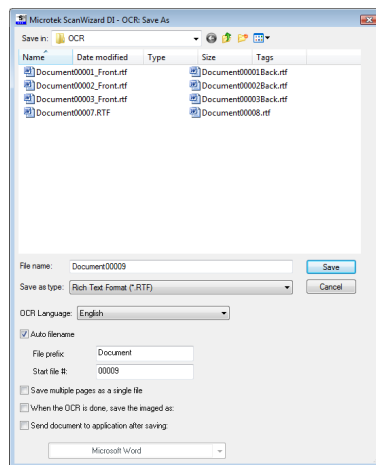 Microtek ScanWizard DI - OCR: Save As
Save in: OCR
Name Date modified Type Size Tags
Document00001_Front.rtf Document00001Back.rtf
Document00002_Front.rtf Document00002Back.rtf
Document00003_Front.rtf Document00003Back.rtf
Document00007.RTF Document00008.rtf
File name: Document00009 Save
Save as type: Rich Text Format (*.RTF) Cancel
OCR Language: English
Auto filename
File prefix: Document
Start file #: 00009
Save multiple pages as a single file
When the OCR is done, save the imaged as:
Send document to application after saving:
Microsoft Word